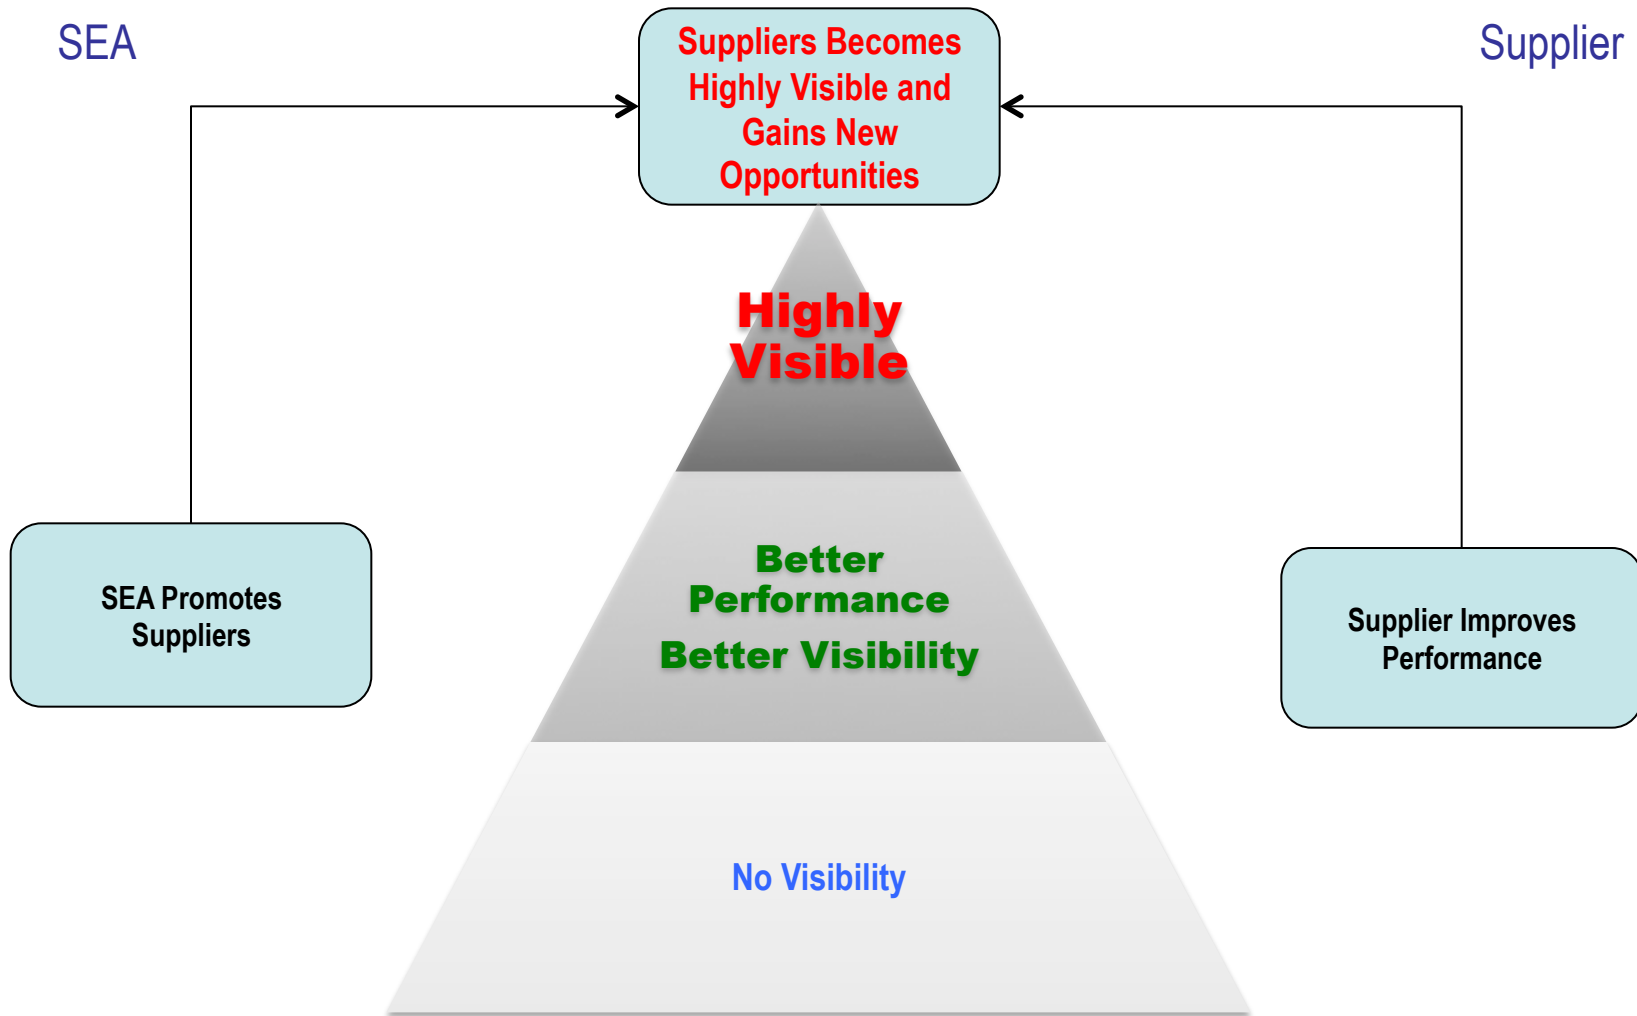 SEA
Suppliers Becomes
Highly Visible and
Gains New
Opportunities
Supplier
Highly
Visible
SEA Promotes
Suppliers
Better
Performance
Better Visibility
Supplier Improves
Performance
No Visibility